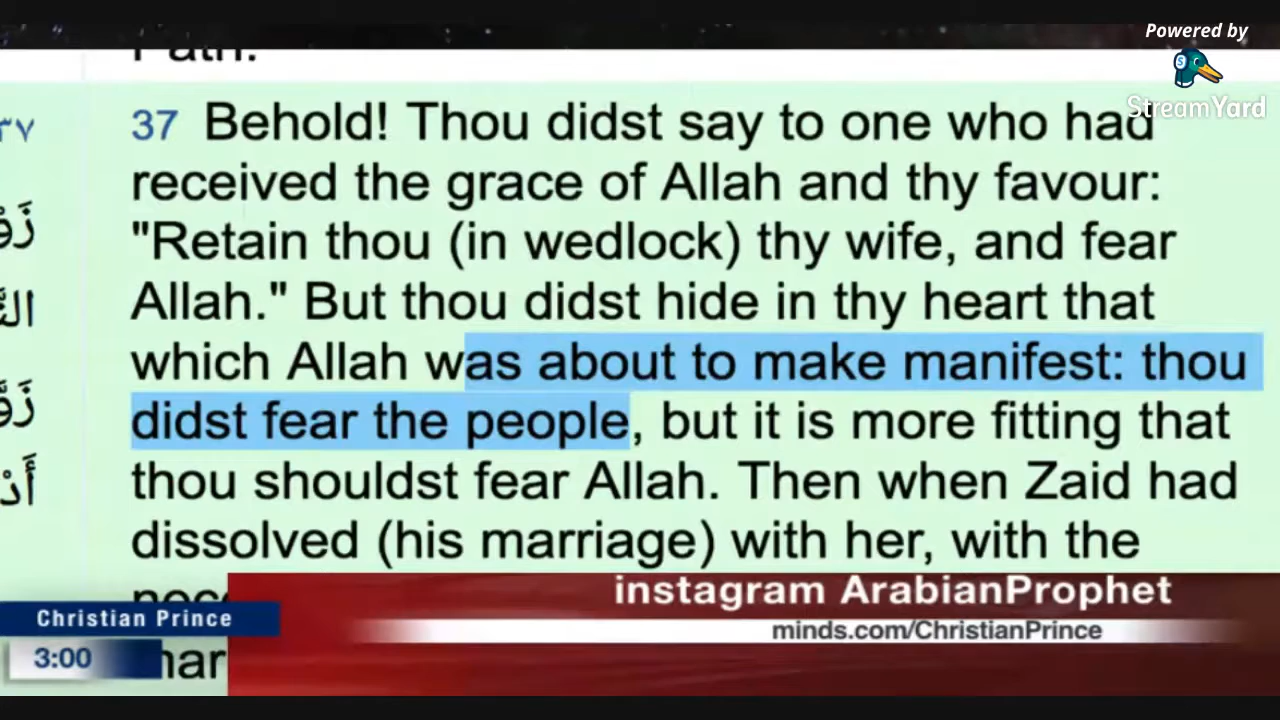 Powered by
StreamYard
Path.
37 Behold! Thou didst say to one who had
received the grace of Allah and thy favour:
"Retain thou (in wedlock) thy wife, and fear
Allah." But thou didst hide in thy heart that
which Allah was about to make manifest: thou
didst fear the people, but it is more fitting that
thou shouldst fear Allah. Then when Zaid had
dissolved (his marriage) with her, with the
instagram ArabianProphet
Christian Prince
minds.com/ChristianPrince
3:00